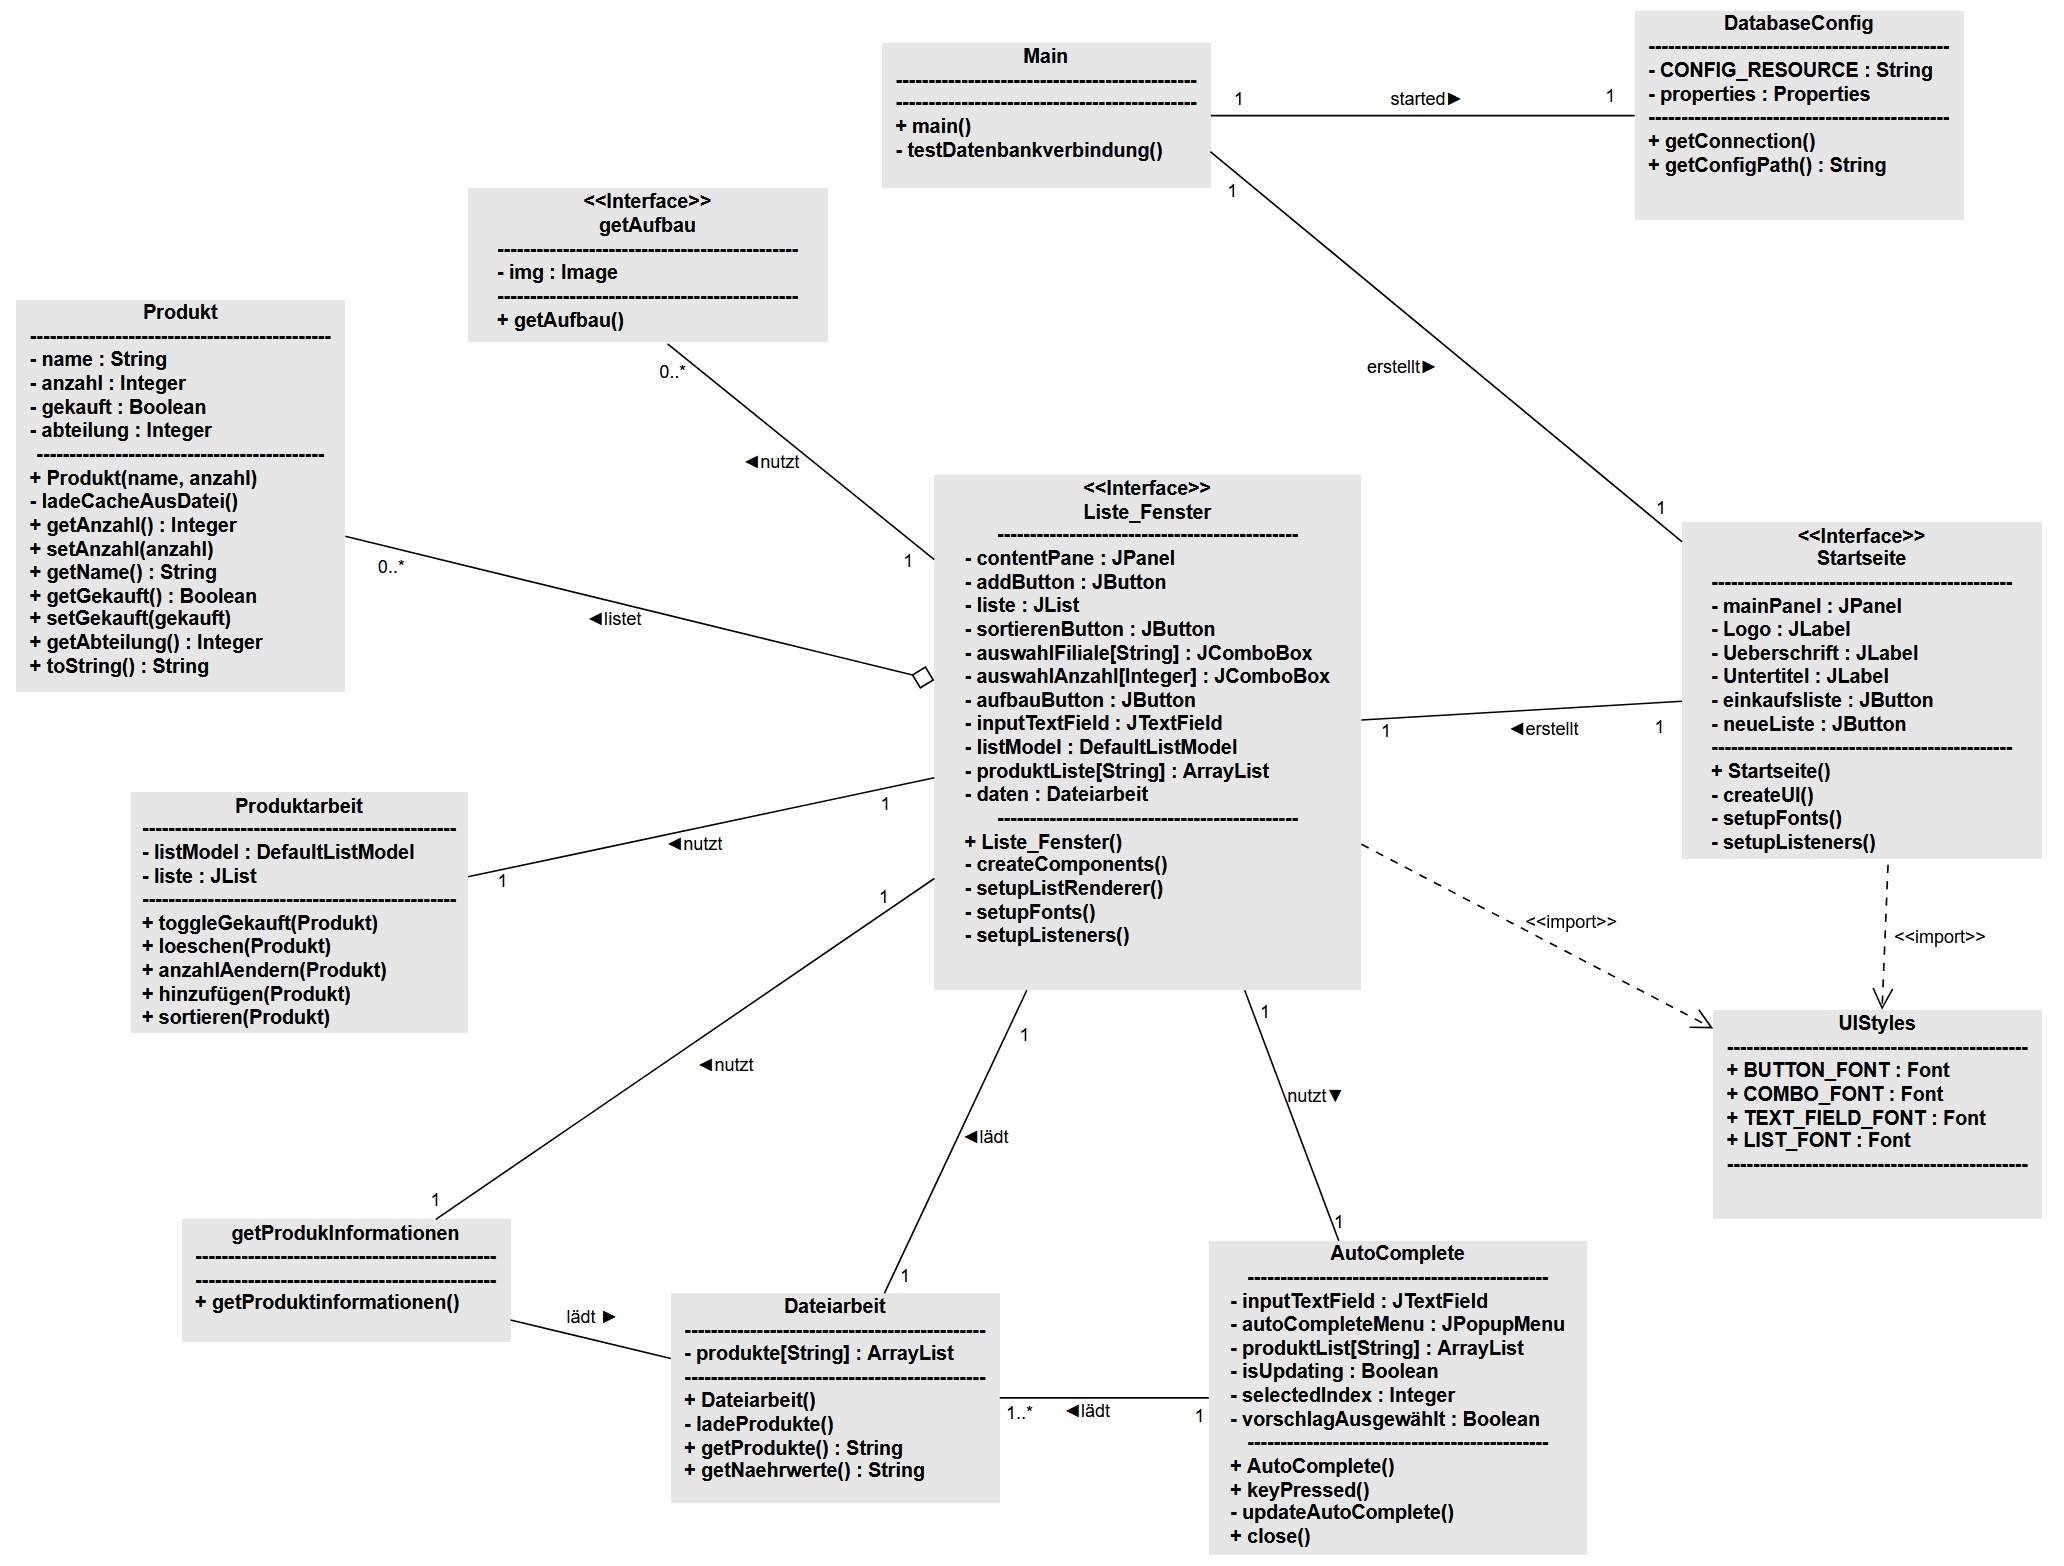 Main
---------------------------------------------
---------------------------------------------
+ main()
- testDatenbankverbindung()
1
started►
1
DatabaseConfig
---------------------------------------------
- CONFIG_RESOURCE : String
- properties : Properties
---------------------------------------------
+ getConnection()
+ getConfigPath() : String
1
erstellt►
1
<<Interface>>
getAufbau
---------------------------------------------
- img : Image
---------------------------------------------
+ getAufbau()
0..*
◄nutzt
1
Produkt
---------------------------------------------
- name : String
- anzahl : Integer
- gekauft : Boolean
- abteilung : Integer
-------------------------------------------
+ Produkt(name, anzahl)
- ladeCacheAusDatei()
+ getAnzahl() : Integer
+ setAnzahl(anzahl)
+ getName() : String
+ getGekauft() : Boolean
+ setGekauft(gekauft)
+ getAbteilung() : Integer
+ toString() : String
0..*
◄listet
<<Interface>>
Liste_Fenster
---------------------------------------------
- contentPane : JPanel
- addButton : JButton
- liste : JList
- sortierenButton : JButton
- auswahlFiliale[String] : JComboBox
- auswahlAnzahl[Integer] : JComboBox
- aufbauButton : JButton
- inputTextField : JTextField
- listModel : DefaultListModel
- produktListe[String] : ArrayList
- daten : Dateiarbeit
---------------------------------------------
+ Liste_Fenster()
- createComponents()
- setupListRenderer()
- setupFonts()
- setupListeners()
<<Interface>>
Startseite
---------------------------------------------
- mainPanel : JPanel
- Logo : JLabel
- Ueberschrift : JLabel
- Untertitel : JLabel
- einkaufsliste : JButton
- neueListe : JButton
---------------------------------------------
+ Startseite()
- createUI()
- setupFonts()
- setupListeners()
1
◄erstellt
1
Produktarbeit
-----------------------------------------------
- listModel : DefaultListModel
- liste : JList
-----------------------------------------------
+ toggleGekauft(Produkt)
+ loeschen(Produkt)
+ anzahlAendern(Produkt)
+ hinzufügen(Produkt)
+ sortieren(Produkt)
1
◄nutzt
1
1
◄nutzt
1
<<import>>
<<import>>
UIStyles
---------------------------------------------
+ BUTTON_FONT : Font
+ COMBO_FONT : Font
+ TEXT_FIELD_FONT : Font
+ LIST_FONT : Font
---------------------------------------------
1
◄lädt
1
1
nutzt▼
1
getProdukInformationen
---------------------------------------------
---------------------------------------------
+ getProduktinformationen()
lädt ►
Dateiarbeit
---------------------------------------------
- produkte[String] : ArrayList
---------------------------------------------
+ Dateiarbeit()
- ladeProdukte()
+ getProdukte() : String
+ getNaehrwerte() : String
1..*
◄lädt
1
AutoComplete
---------------------------------------------
- inputTextField : JTextField
- autoCompleteMenu : JPopupMenu
- produktList[String] : ArrayList
- isUpdating : Boolean
- selectedIndex : Integer
- vorschlagAusgewählt : Boolean
---------------------------------------------
+ AutoComplete()
+ keyPressed()
- updateAutoComplete()
+ close()